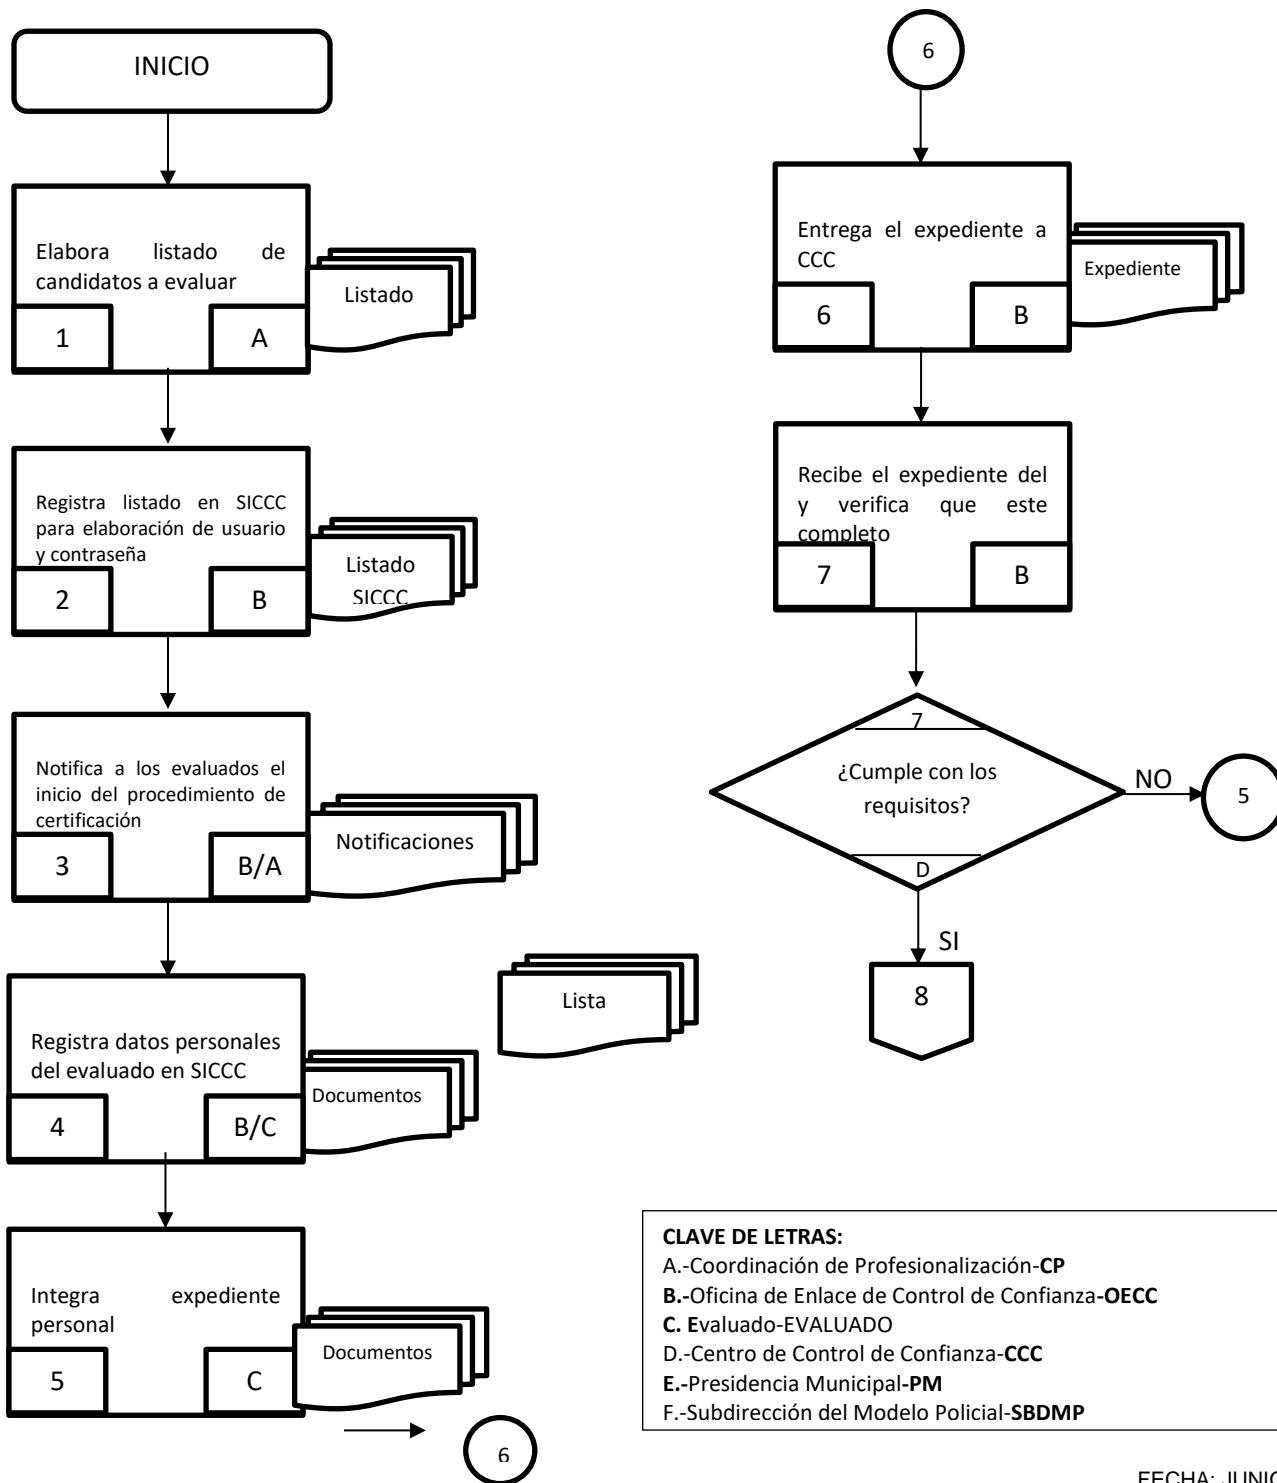 INICIO
Elabora listado de
candidatos a evaluar
1
A
Listado
Registra listado en SICCC
para elaboración de usuario
y contraseña
2
B
Listado
SICCC
Notifica a los evaluados el
inicio del procedimiento de
certificación
3
B/A
Notificaciones
Registra datos personales
del evaluado en SICCC
4
B/C
Documentos
Lista
Integra expediente
personal
5
C
Documentos
6
6
Entrega el expediente a
CCC
6
B
Expediente
Recibe el expediente del
y verifica que este
completo
7
B
7
¿Cumple con los
requisitos?
D
NO
5
SI
8
CLAVE DE LETRAS:
A.-Coordinación de Profesionalización-CP
B.-Oficina de Enlace de Control de Confianza-OECC
C. Evaluado-EVALUADO
D.-Centro de Control de Confianza-CCC
E.-Presidencia Municipal-PM
F.-Subdirección del Modelo Policial-SBDMP
FECHA: JUNIO